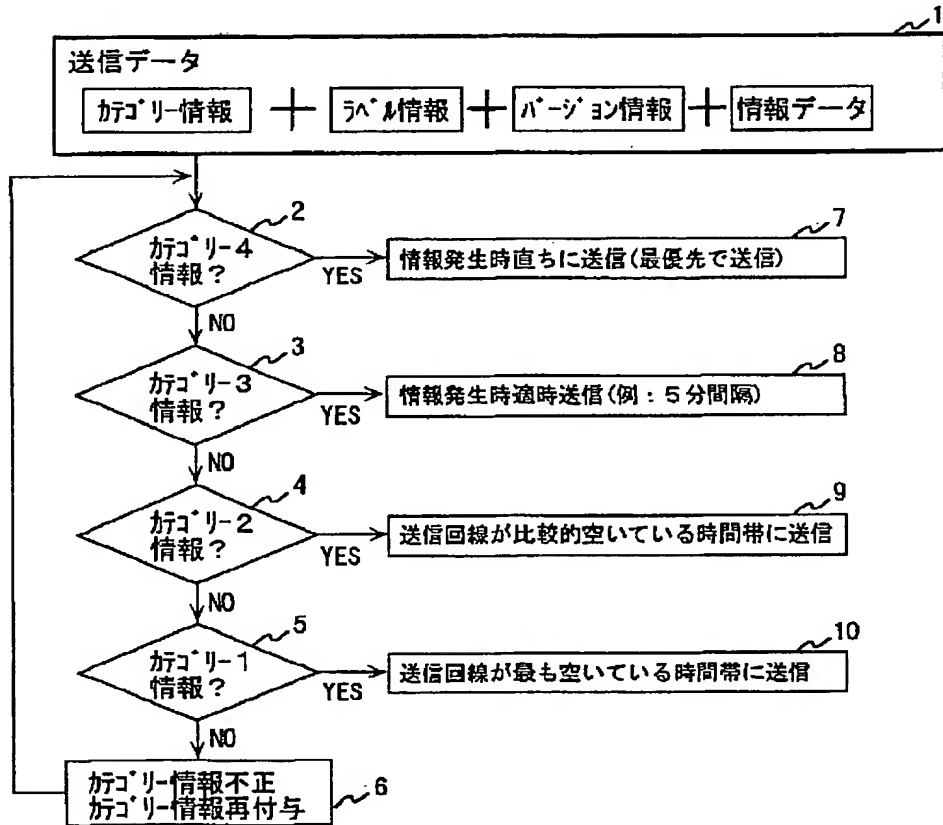 1
送信データ
カテゴリー情報 + ラベル情報 + バージョン情報 + 情報データ
2
カテゴリー4
情報?
YES
7
情報発生時直ちに送信(最優先で送信)
NO
3
カテゴリー3
情報?
YES
8
情報発生時適時送信(例:5分間隔)
NO
4
カテゴリー2
情報?
YES
9
送信回線が比較的空いている時間帯に送信
NO
5
カテゴリー1
情報?
YES
10
送信回線が最も空いている時間帯に送信
NO
カテゴリー情報不正
カテゴリー情報再付与
6